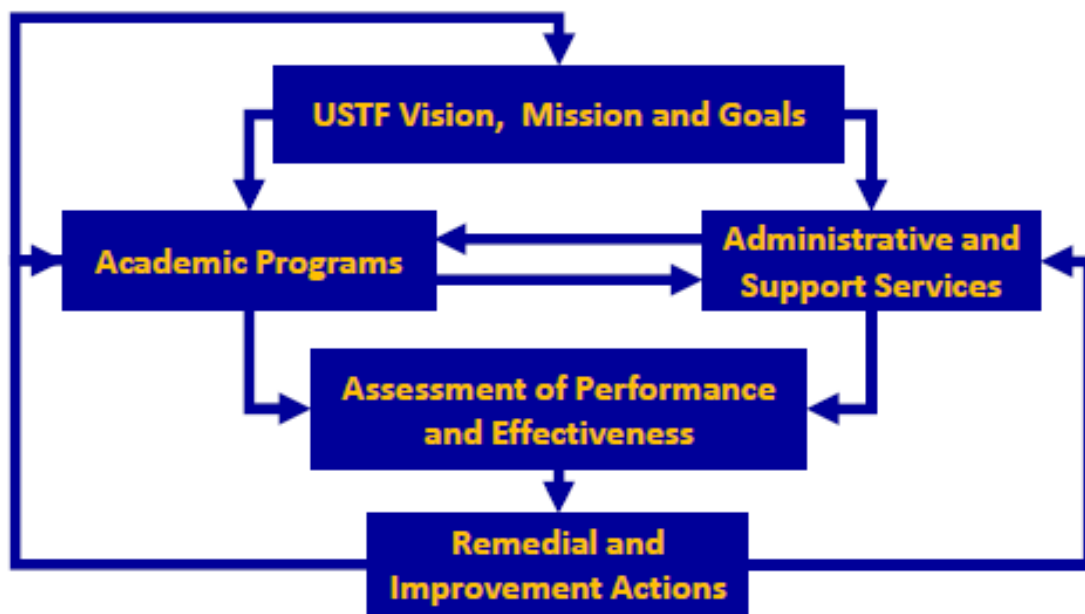 USTF Vision, Mission and Goals
Academic Programs
Administrative and
Support Services
Assessment of Performance
and Effectiveness
Remedial and
Improvement Actions